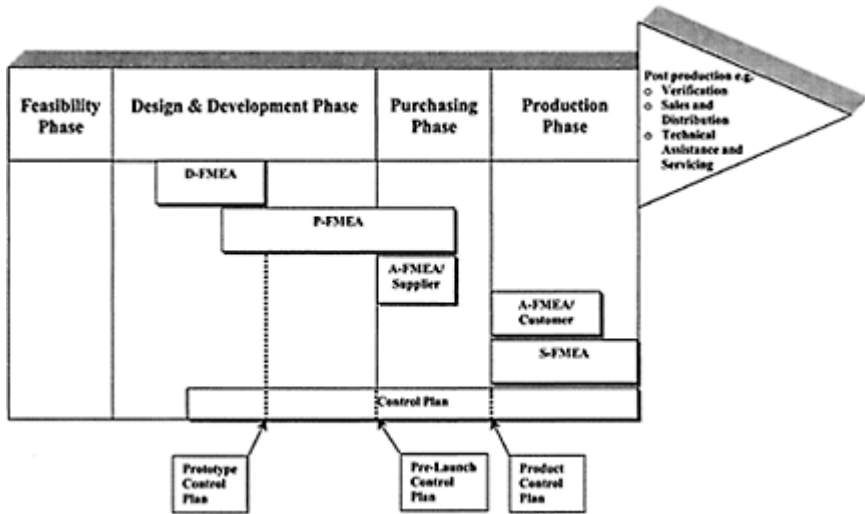 Feasibility
Phase
Design & Development Phase
Purchasing
Phase
Production
Phase
Post production e.g.
o Verification
o Sales and
Distribution
o Technical
Assistance and
Servicing
D-FMEA
P-FMEA
A-FMEA/
Supplier
A-FMEA/
Customer
S-FMEA
Control Plan
Prototype
Control
Plan
Pre-Launch
Control
Plan
Product
Control
Plan